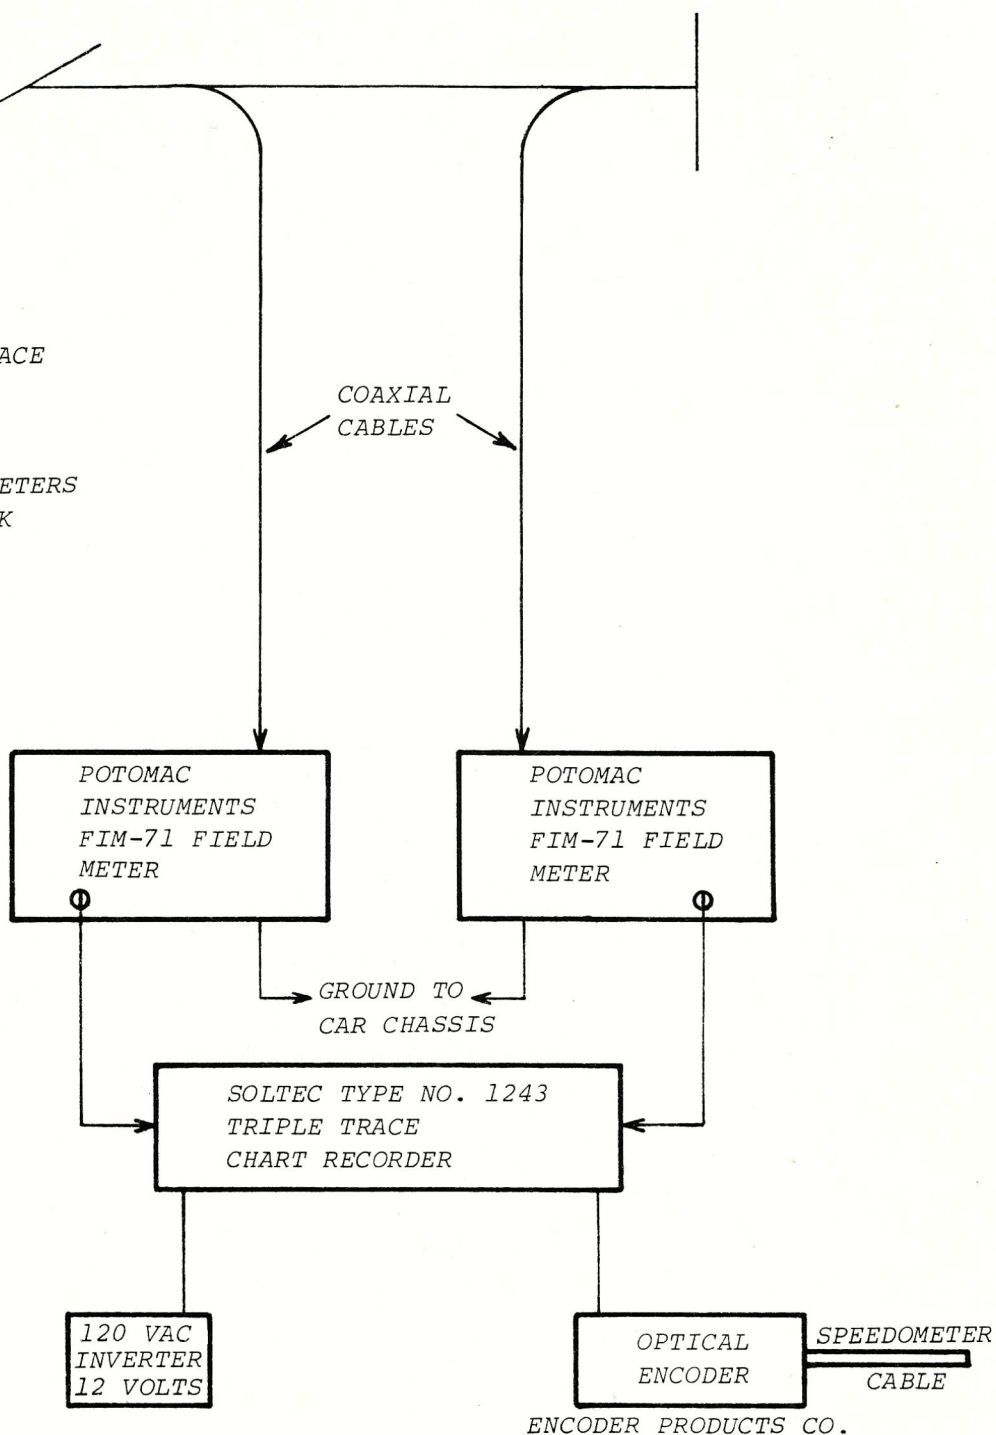 ACE
COAXIAL
CABLES
ETERS
K
POTOMAC
INSTRUMENTS
FIM-71 FIELD
METER
POTOMAC
INSTRUMENTS
FIM-71 FIELD
METER
GROUND TO
CAR CHASSIS
SOLTEC TYPE NO. 1243
TRIPLE TRACE
CHART RECORDER
120 VAC
INVERTER
12 VOLTS
OPTICAL
ENCODER
SPEEDOMETER
CABLE
ENCODER PRODUCTS CO.